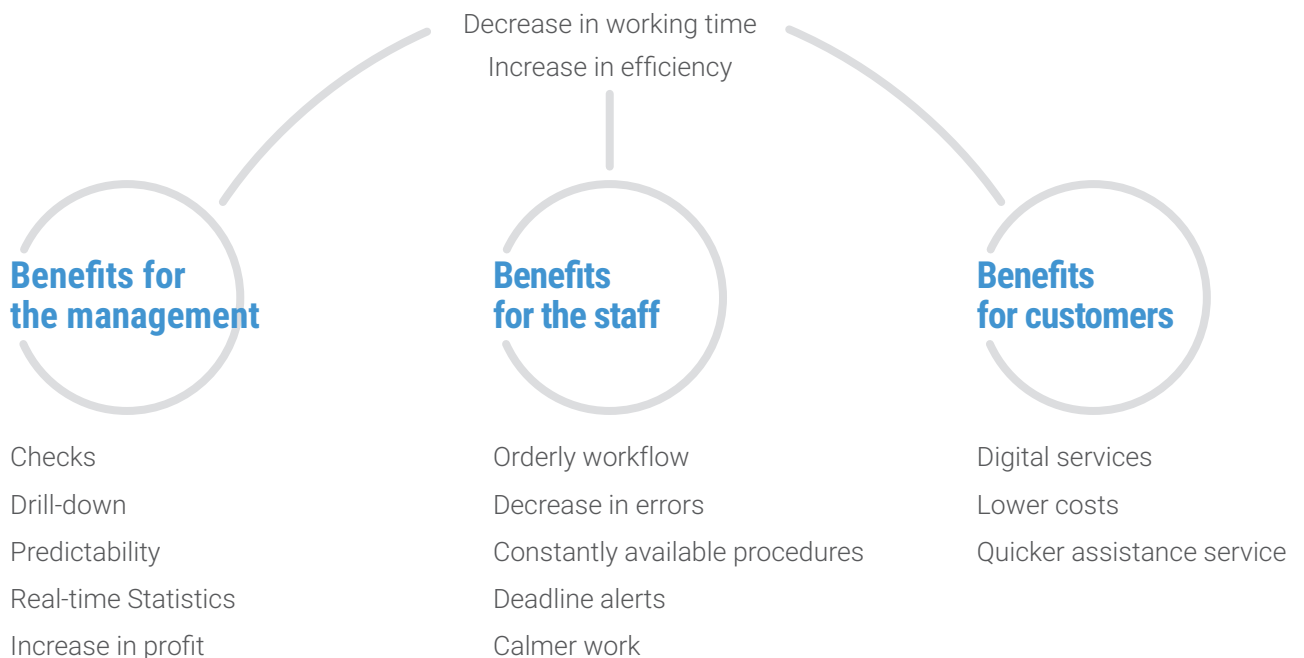 Decrease in working time
Increase in efficiency
Benefits for
the management
Checks
Drill-down
Predictability
Real-time Statistics
Increase in profit
Benefits
for the staff
Orderly workflow
Decrease in errors
Constantly available procedures
Deadline alerts
Calmer work
Benefits
for customers
Digital services
Lower costs
Quicker assistance service